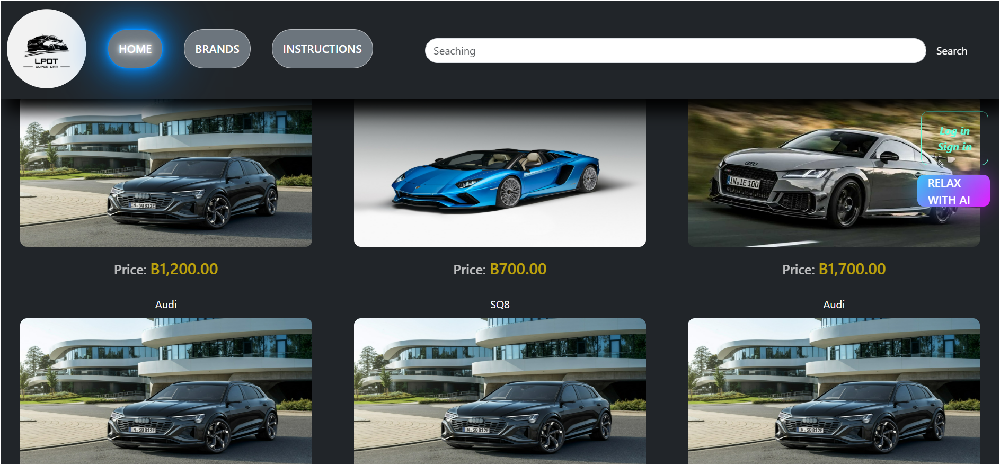 LPDT
SUPER CAR
HOME
BRANDS
INSTRUCTIONS
Seaching
Search
Log in
Sign in
RELAX
WITH AI
IN SQ 812E
IN IE 100
Price: B1,200.00
Price: B700.00
Price: B1,700.00
Audi
SQ8
Audi
IN SQ 812E
IN SQ 812E
IN SQ 812E